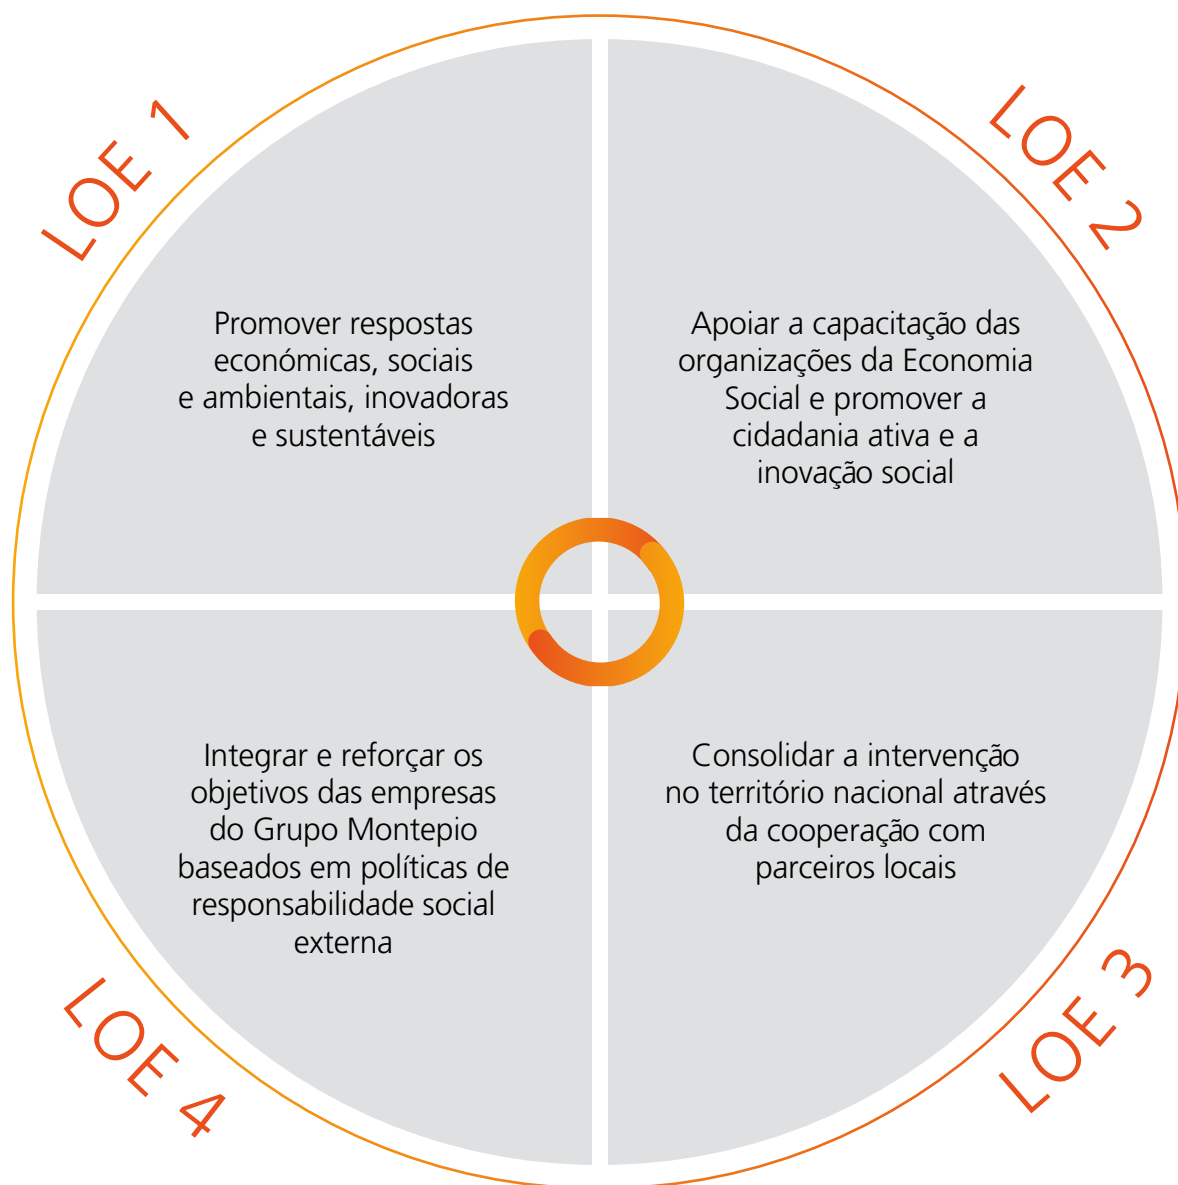 LOE 1
Promover respostas
económicas, sociais
e ambientais, inovadoras
e sustentáveis
LOE 2
Apoiar a capacitação das
organizações da Economia
Social e promover a
cidadania ativa e a
inovação social
LOE 3
Consolidar a intervenção
no território nacional através
da cooperação com
parceiros locais
LOE 4
Integrar e reforçar os
objetivos das empresas
do Grupo Montepio
baseados em políticas de
responsabilidade social
externa